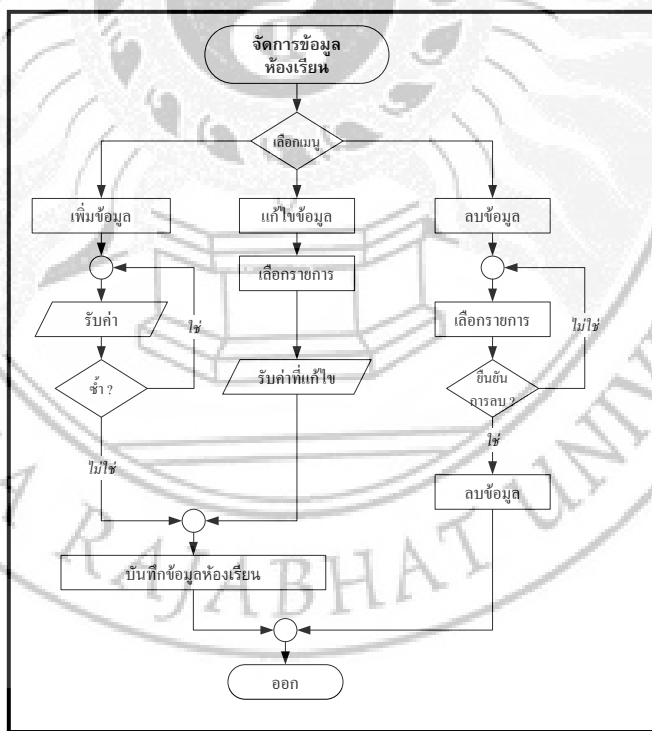 จัดการข้อมูล
ห้องเรียน
เลือกเมนู
เพิ่มข้อมูล
แก้ไขข้อมูล
ลบข้อมูล
เลือกรายการ
รับค่า
ใช่
เลือกรายการ
ไม่ใช่
ซ้ำ ?
รับค่าที่แก้ไข
ยืนยัน
การลบ ?
ใช่
ไม่ใช่
ลบข้อมูล
บันทึกข้อมูลห้องเรียน
ออก
RAJABHAT